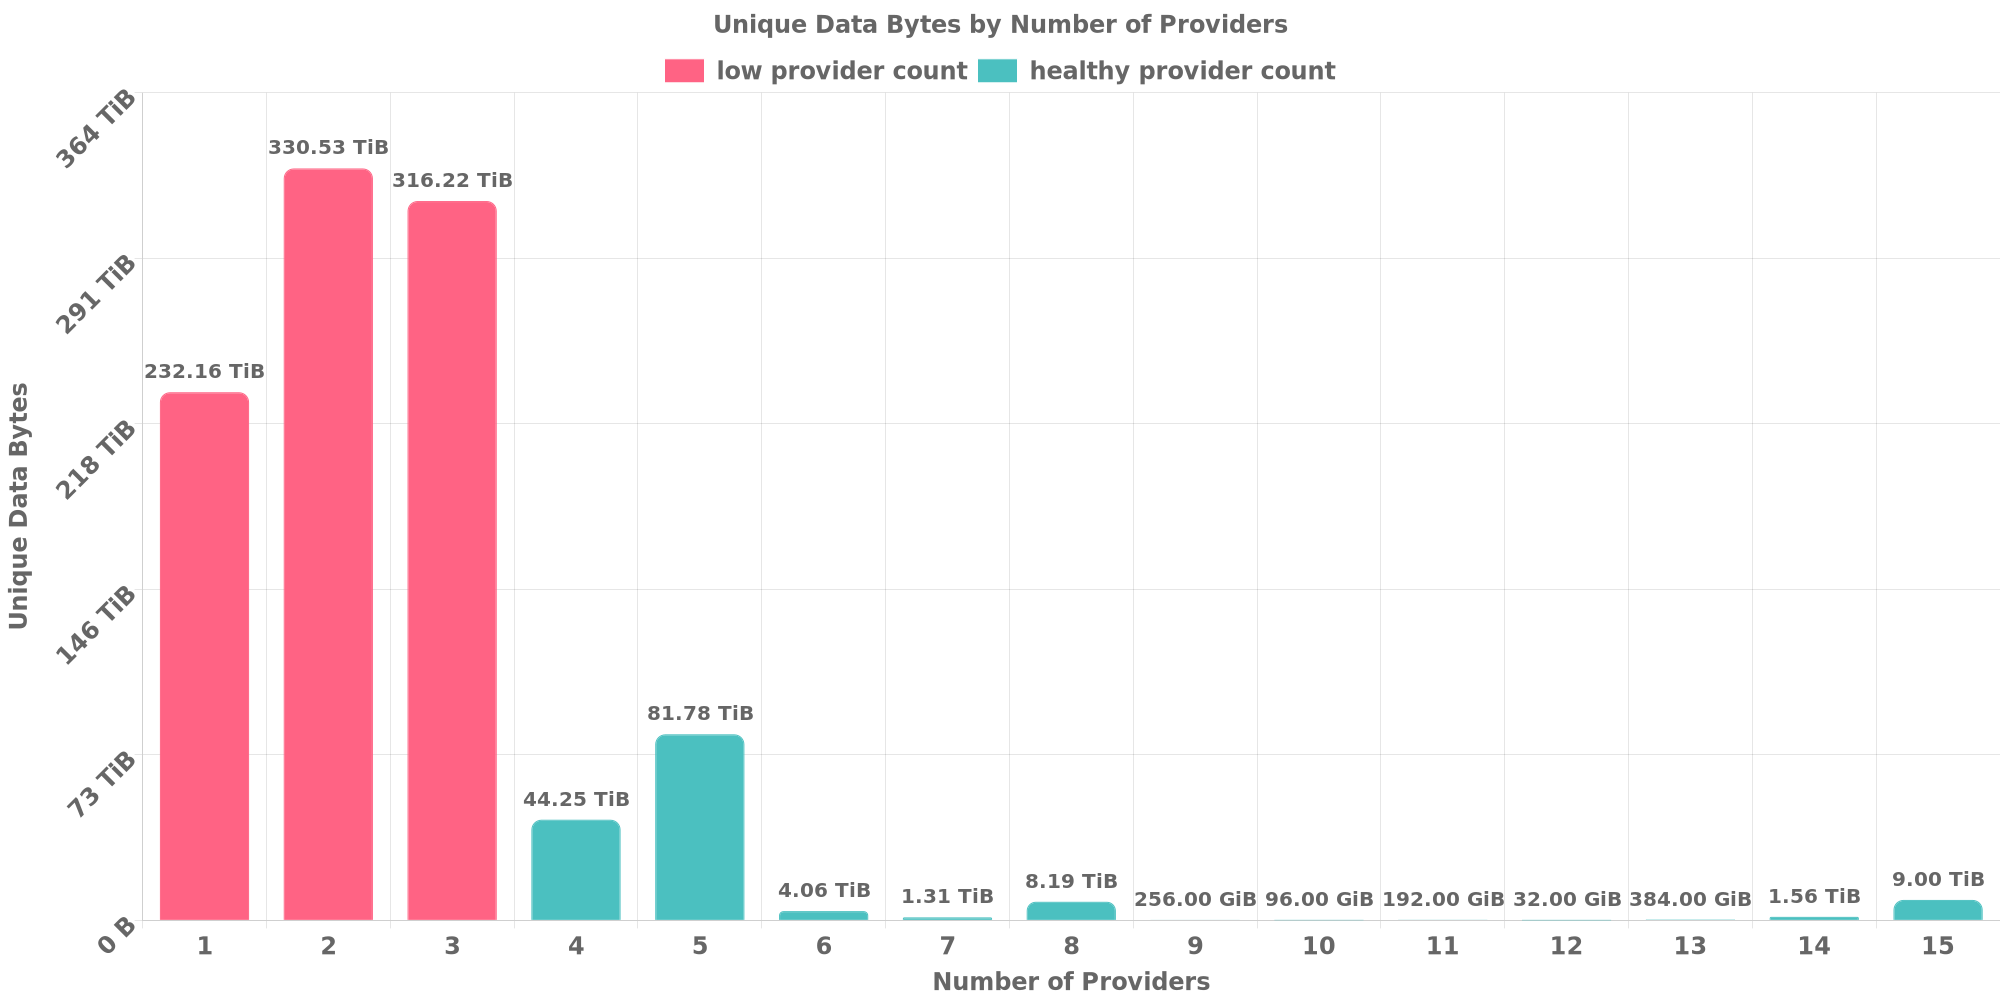 Unique Data Bytes by Number of Providers
low provider count healthy provider count
364 TiB
291 TiB
218 TiB
146 TiB
73 TiB
0 B
Unique Data Bytes
232.16 TiB
330.53 TiB
316.22 TiB
44.25 TiB
81.78 TiB
4.06 TiB
1.31 TiB
8.19 TiB
256.00 GiB
96.00 GiB
192.00 GiB
32.00 GiB
384.00 GiB
1.56 TiB
9.00 TiB
1 2 3 4 5 6 7 8 9 10 11 12 13 14 15
Number of Providers